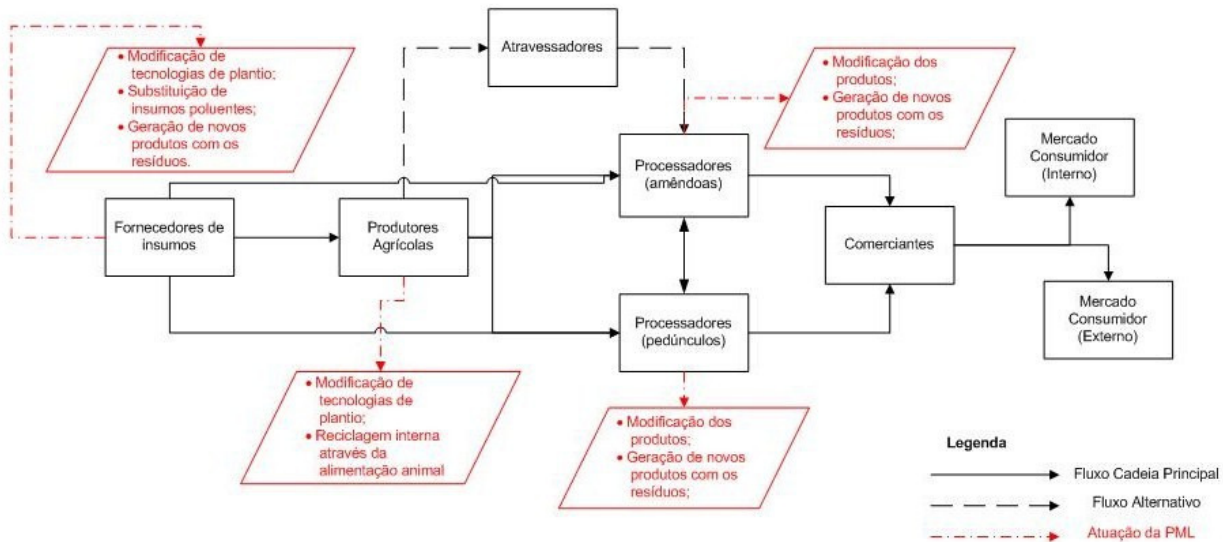 • Modificação de
tecnologias de plantio;
• Substituição de
insumos poluentes;
• Geração de novos
produtos com os
resíduos.
Atravessadores
• Modificação dos
produtos;
• Geração de novos
produtos com os
resíduos;
Fornecedores de
insumos
Produtores
Agrícolas
Processadores
(amêndoas)
Processadores
(pedúnculos)
Comerciantes
Mercado
Consumidor
(Interno)
Mercado
Consumidor
(Externo)
• Modificação de
tecnologias de
plantio;
• Reciclagem interna
através da
alimentação animal
• Modificação dos
produtos;
• Geração de novos
produtos com os
resíduos;
Legenda
Fluxo Cadeia Principal
Fluxo Alternativo
Atuação da PML